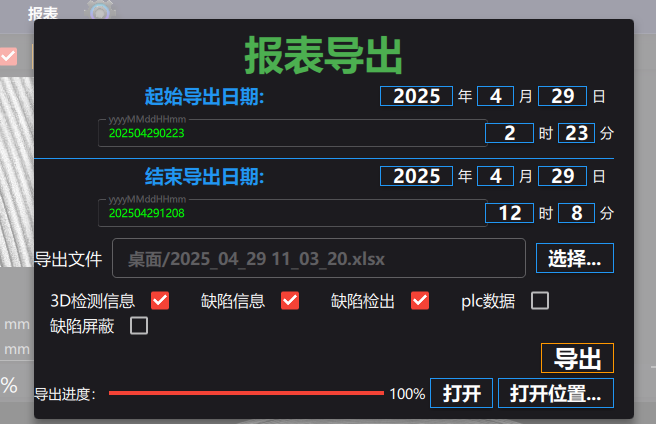 报表
报表导出
起始导出日期: 2025 年 4 月 29 日
yyyyMMddHHmm
202504290223 2 时 23 分
结束导出日期: 2025 年 4 月 29 日
yyyyMMddHHmm
202504291208 12 时 8 分
导出文件 桌面/2025_04_29 11_03_20.xlsx 选择...
3D检测信息 缺陷信息 缺陷检出 plc数据
mm 缺陷屏蔽
mm
导出
%
导出进度： 100% 打开 打开位置...